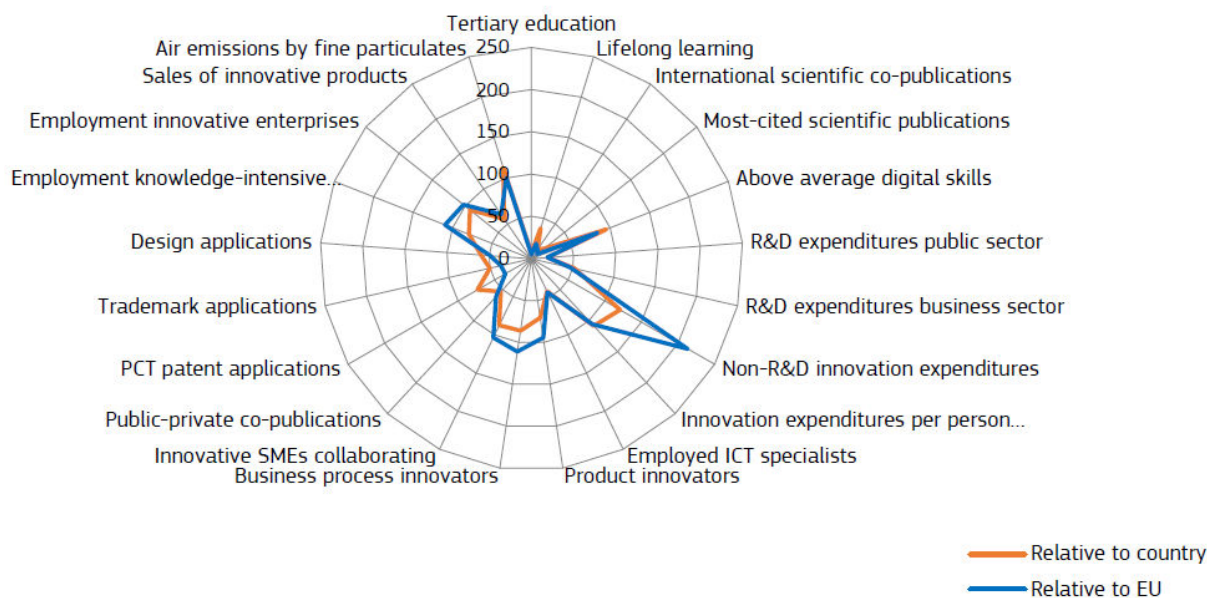 Tertiary education
Air emissions by fine particulates
250
Lifelong learning
Sales of innovative products
International scientific co-publications
200
Employment innovative enterprises
Most-cited scientific publications
150
Employment knowledge-intensive...
100
Above average digital skills
50
Design applications
R&D expenditures public sector
0
Trademark applications
R&D expenditures business sector
PCT patent applications
Non-R&D innovation expenditures
Public-private co-publications
Innovation expenditures per person...
Innovative SMEs collaborating
Employed ICT specialists
Business process innovators
Product innovators
Relative to country
Relative to EU